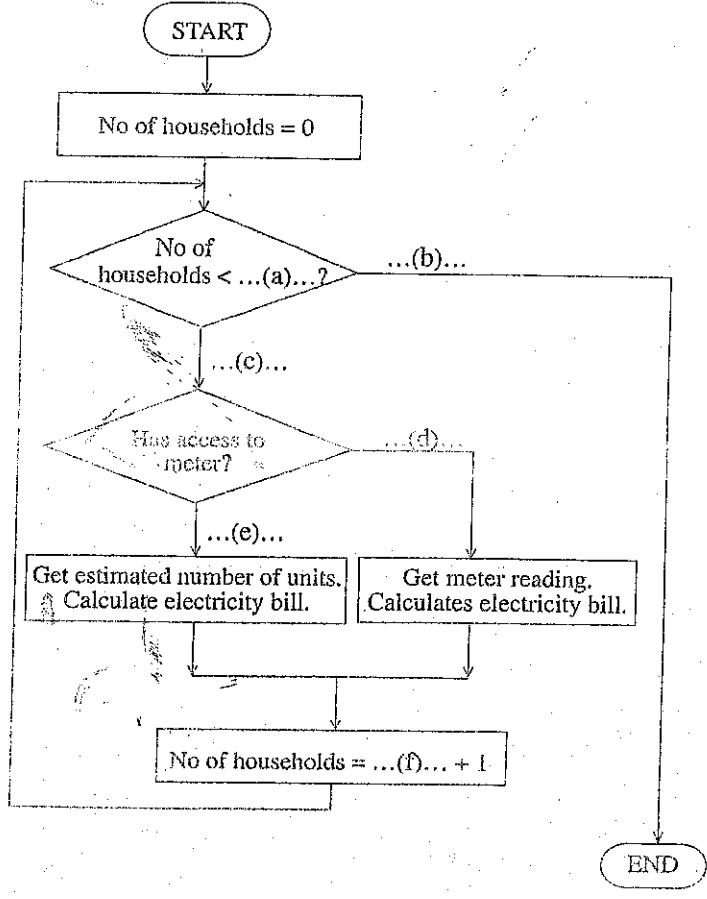 START
No of households = 0
No of
households < ...(a)...?
...(b)...
...(c)...
Has access to
meter?
...(d)...
...(e)...
Get estimated number of units.
Calculate electricity bill.
Get meter reading.
Calculates electricity bill.
No of households = ...(f)... + 1
END